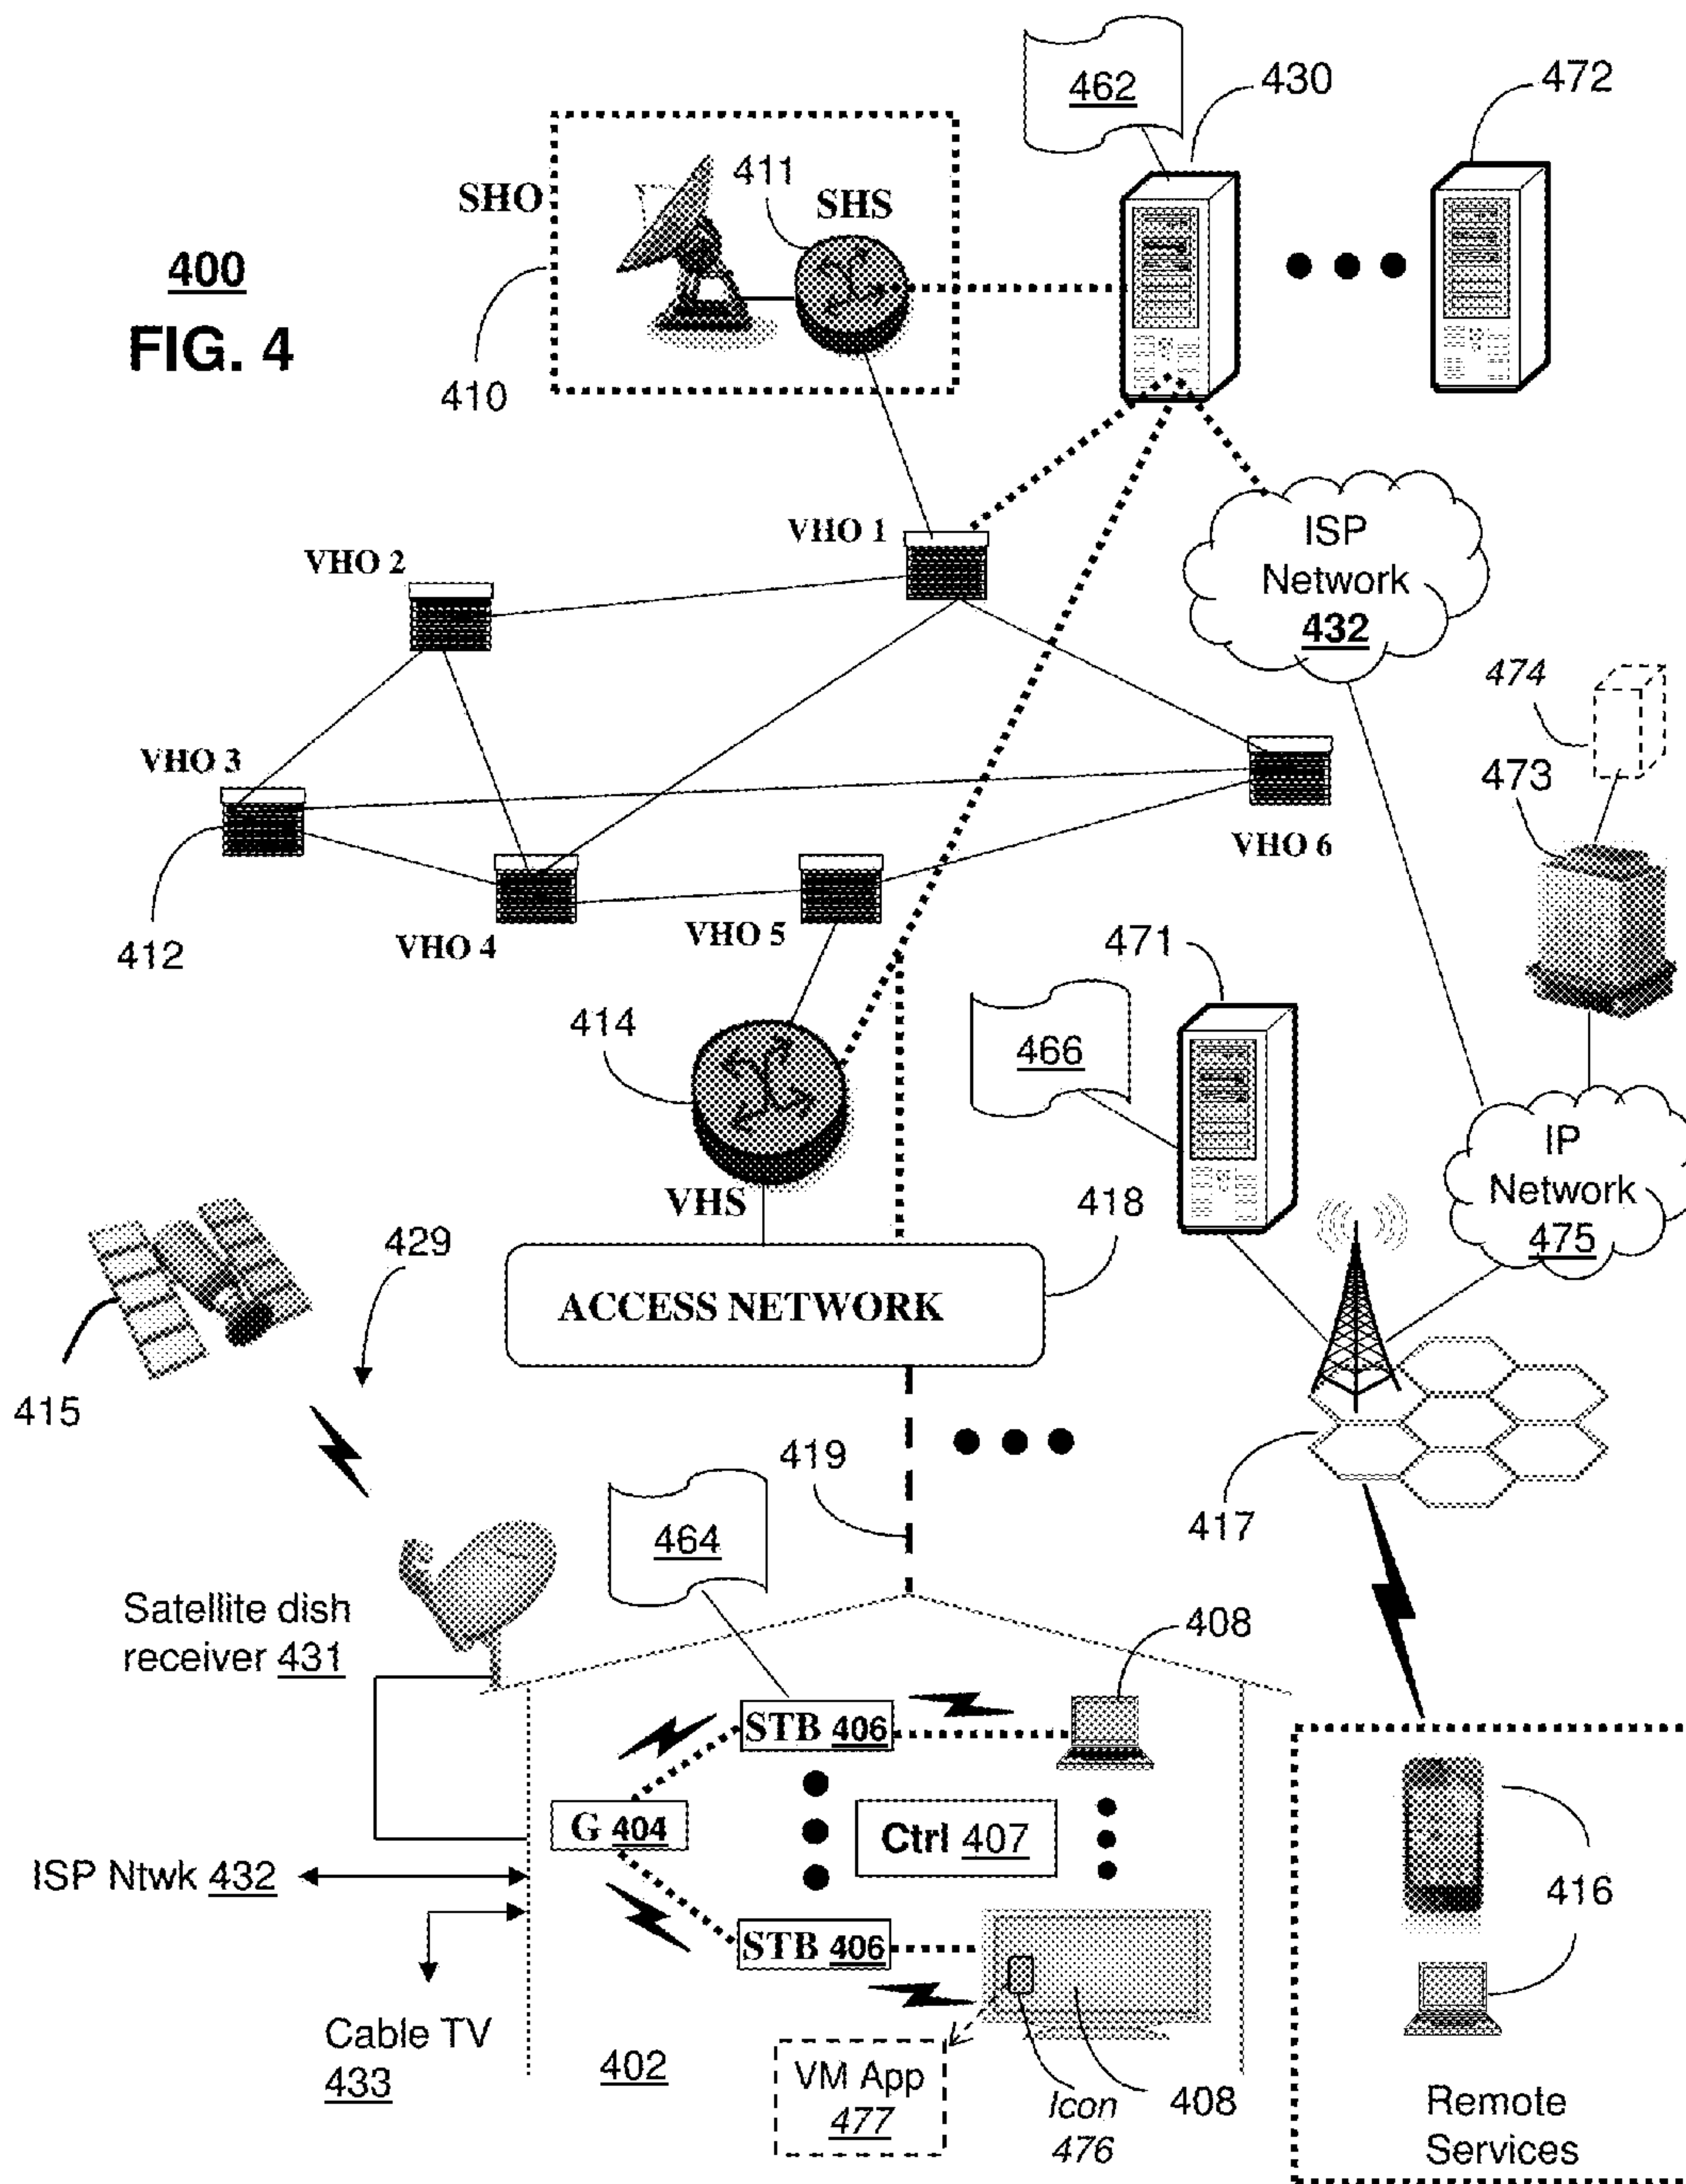 462
430
472
411
SHO
SHS
400
FIG. 4
410
VHO 1
ISP
Network
432
VHO 2
474
VHO 3
473
VHO 6
412
VHO 4
VHO 5
471
414
466
IP
Network
475
VHS
418
429
ACCESS NETWORK
415
419
417
464
Satellite dish
receiver 431
408
STB 406
G 404
Ctrl 407
ISP Ntwk 432
416
STB 406
Cable TV
433
402
VM App
477
Icon
476
408
Remote
Services